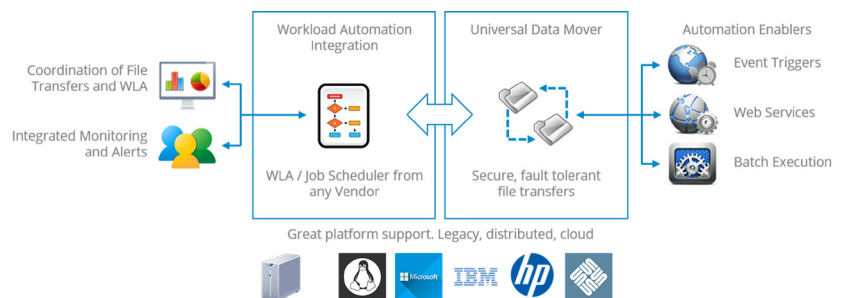 Workload Automation
Integration
Universal Data Mover
Automation Enablers
Coordination of File
Transfers and WLA
Event Triggers
Integrated Monitoring
and Alerts
Web Services
WLA / Job Scheduler from
any Vendor
Secure, fault tolerant
file transfers
Batch Execution
Great platform support. Legacy, distributed, cloud
Microsoft
IBM
hp